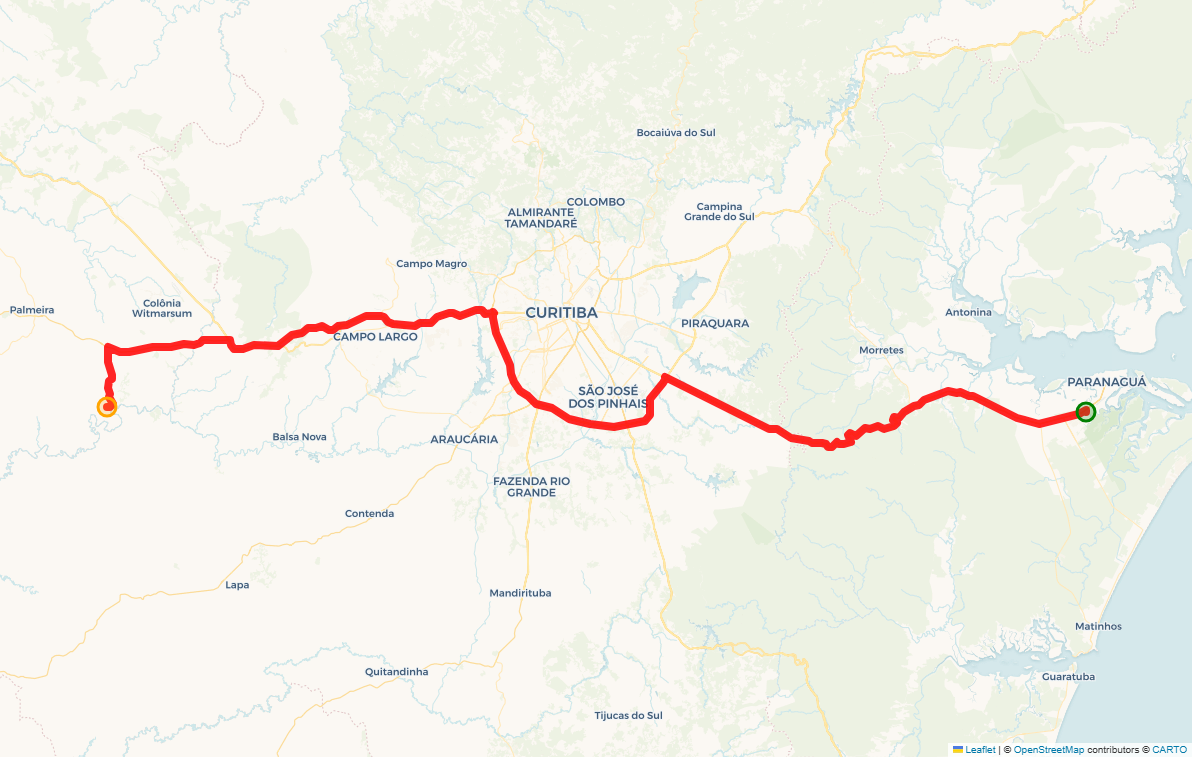 Bocaiúva do Sul
COLOMBO
ALMIRANTE
TAMANDARÉ
Campina
Grande do Sul
Campo Magro
Colônia
Witmarsum
Palmeira
CURITIBA
PIRAQUARA
Antonina
CAMPO LARGO
Morretes
PARANAGUÁ
SÃO JOSÉ
DOS PINHAIS
Balsa Nova
ARAUCÁRIA
FAZENDA RIO
GRANDE
Contenda
Lapa
Mandirituba
Matinhos
Quitandinha
Guaratuba
Tijucas do Sul
Leaflet | © OpenStreetMap contributors © CARTO